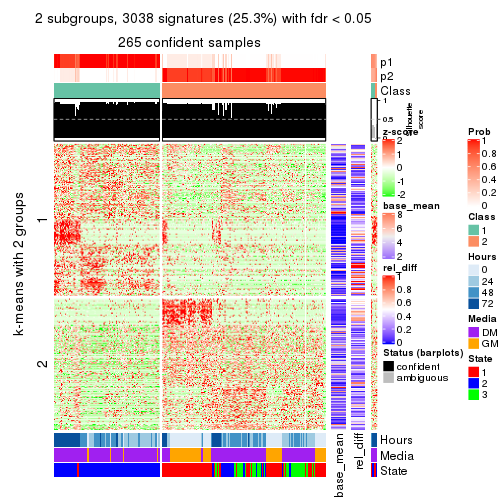 2 subgroups, 3038 signatures (25.3%) with fdr < 0.05
265 confident samples
p1
p2
Class
1
0.5
0
silhouette
score
k-means with 2 groups
1
2
base_mean
rel_diff
Hours
Media
State
z-score
2
1
0
-1
-2
base_mean
8
6
4
2
rel_diff
1
0.8
0.6
0.4
0.2
0
Status (barplots)
confident
ambiguous
Prob
1
0.8
0.6
0.4
0.2
0
Class
1
2
Hours
0
24
48
72
Media
DM
GM
State
1
2
3